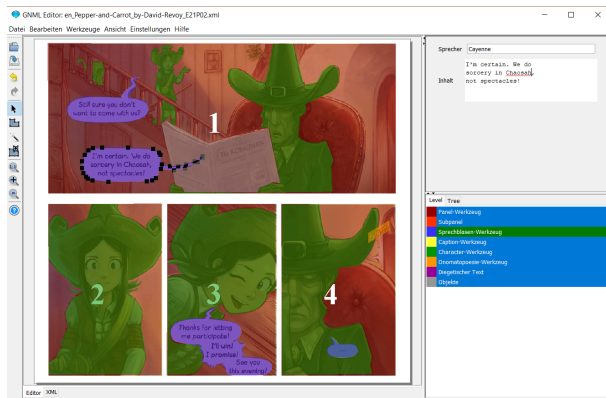 GNML Editor: en_Pepper-and-Carrot_by-David-Revoy_E21P02.xml
Datei Bearbeiten Werkzeuge Ansicht Einstellungen Hilfe
So? sure you don't
want to come with us?
1
I'm certain. We do
sorcery in Chaosah,
not spectacles!
2
3
Thanks for letting
me participate!
I'll win!
I promise!
See you
this evening!
4
Editor XML
Sprecher Cayenne
Inhalt
I'm certain. We do
sorcery in Chaosah,
not spectacles!
Level Tree
Panel-Werkzeug
Subpanel
Sprechblasen-Werkzeug
Caption-Werkzeug
Character-Werkzeug
Onomatopoesie-Werkzeug
Diegetischer Text
Objekte